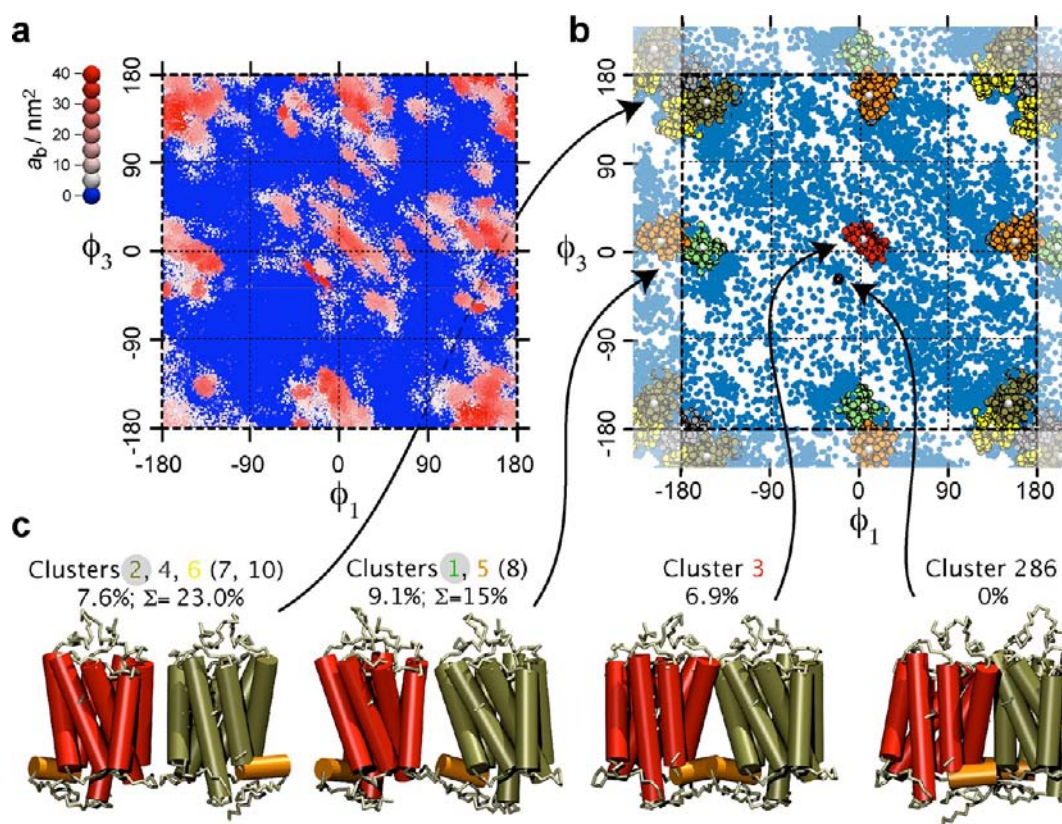 a
b
40
30
20
10
0
a_b / nm²
180
90
0
-90
-180
ϕ₃
-180
-90
0
90
180
ϕ₁
180
90
0
-90
-180
ϕ₃
-180
-90
0
90
180
ϕ₁
c
Clusters 2, 4, 6 (7, 10)
7.6%; Σ= 23.0%
Clusters 1, 5 (8)
9.1%; Σ=15%
Cluster 3
6.9%
Cluster 286
0%